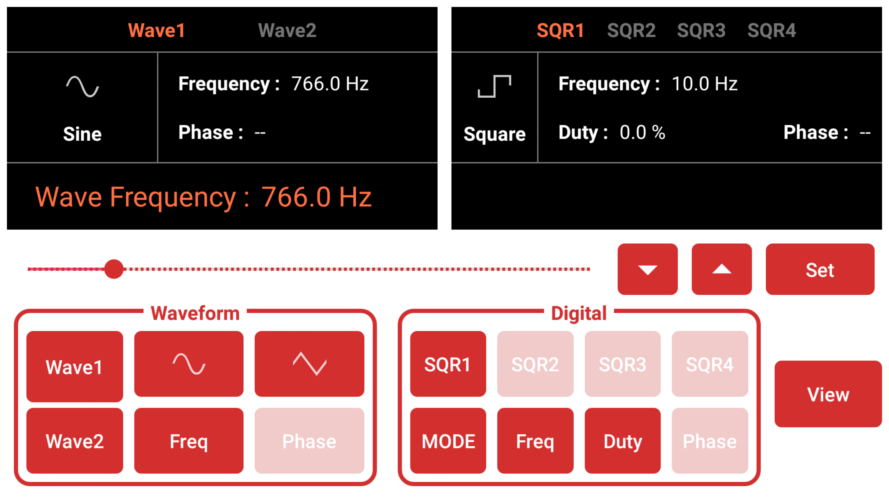 Wave1 Wave2
Sine
Frequency : 766.0 Hz
Phase : --
Wave Frequency : 766.0 Hz
SQR1 SQR2 SQR3 SQR4
Square
Frequency : 10.0 Hz
Duty : 0.0 % Phase : --
Set
Waveform
Wave1
Wave2 Freq Phase
Digital
SQR1 SQR2 SQR3 SQR4
MODE Freq Duty Phase
View